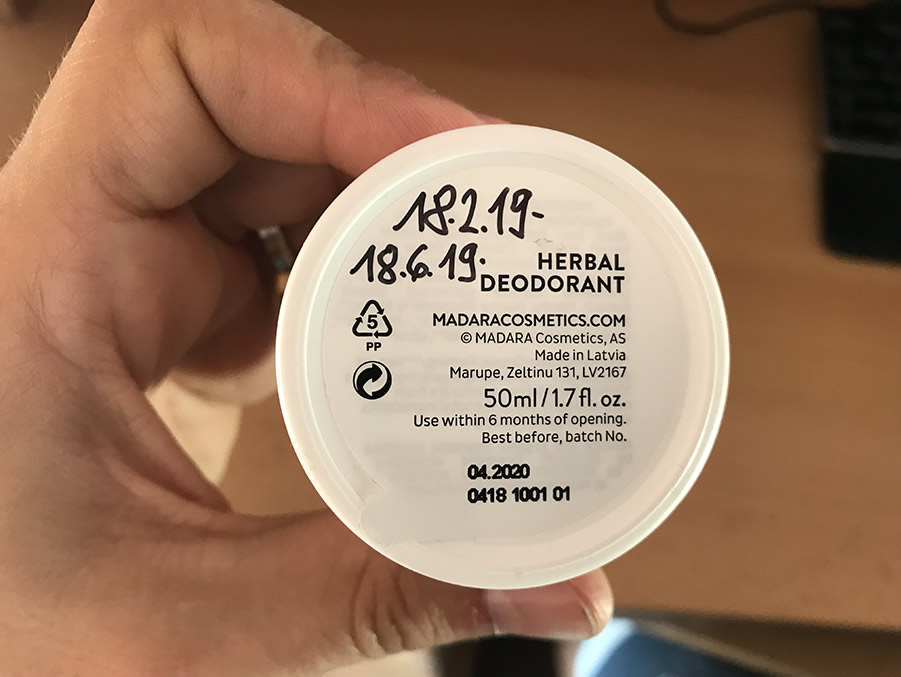 18.2.19-
18.6.19.
HERBAL
DEODORANT
5
PP
MADARACOSMETICS.COM
© MADARA Cosmetics, AS
Made in Latvia
Marupe, Zeltinu 131, LV2167
50ml/1.7 fl. oz.
Use within 6 months of opening.
Best before, batch No.
04.2020
0418 1001 01